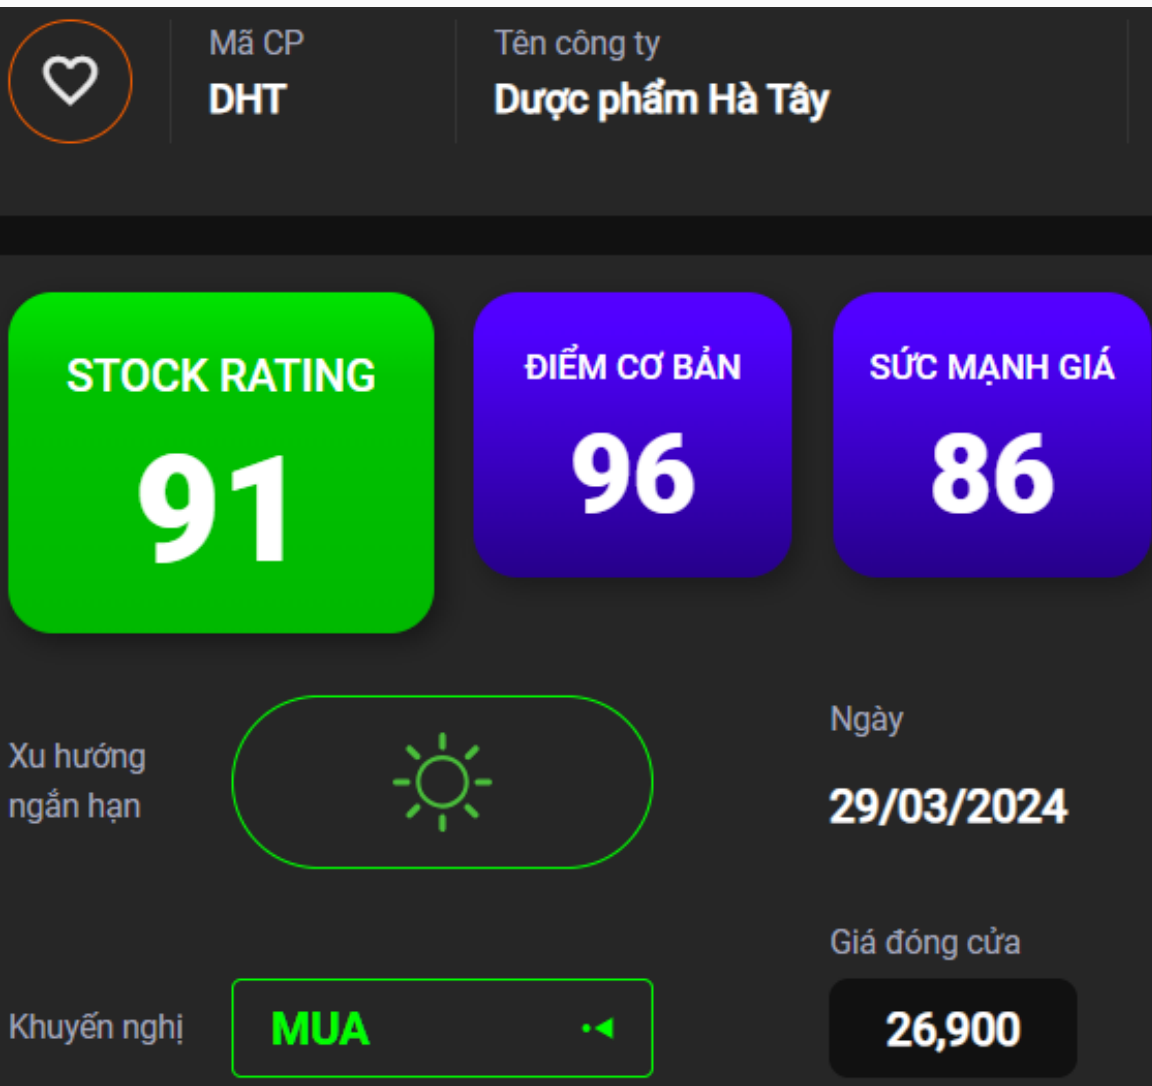 Mã CP
DHT
Tên công ty
Dược phẩm Hà Tây
STOCK RATING
91
ĐIỂM CƠ BẢN
96
SỨC MẠNH GIÁ
86
Xu hướng
ngắn hạn
Ngày
29/03/2024
Khuyến nghị
MUA
Giá đóng cửa
26,900